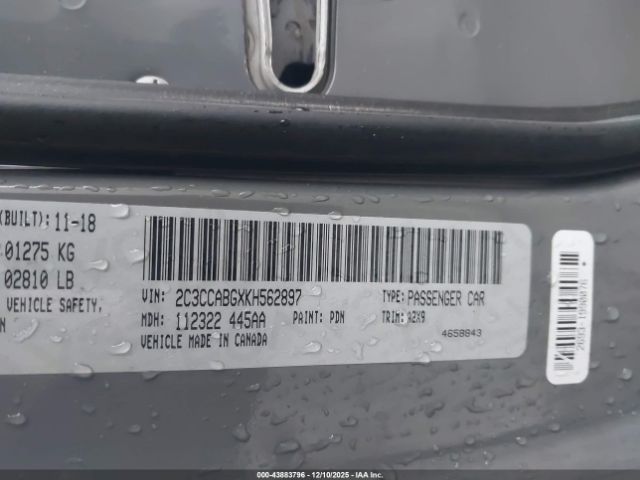 (BUILT): 11-18
01275 KG
02810 LB
VEHICLE SAFETY,
N
VIN: 2C3CCABGXKH562897
TYPE: PASSENGER CAR
MDH: 112322 445AA
PAINT: PDN
TRIM: A2X9
VEHICLE MADE IN CANADA
4658843
000-43883796 - 12/10/2025 - IAA, Inc.